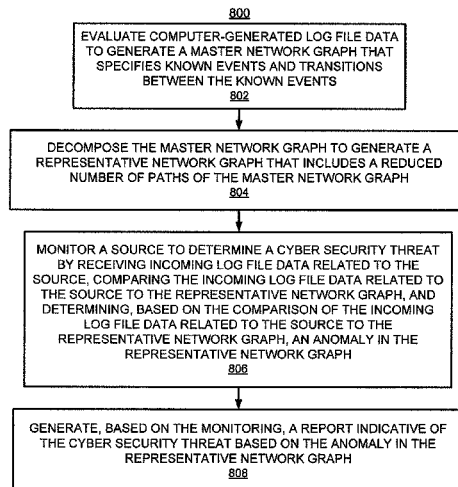 800
EVALUATE COMPUTER-GENERATED LOG FILE DATA
TO GENERATE A MASTER NETWORK GRAPH THAT
SPECIFIES KNOWN EVENTS AND TRANSITIONS
BETWEEN THE KNOWN EVENTS
802
DECOMPOSE THE MASTER NETWORK GRAPH TO GENERATE A
REPRESENTATIVE NETWORK GRAPH THAT INCLUDES A REDUCED
NUMBER OF PATHS OF THE MASTER NETWORK GRAPH
804
MONITOR A SOURCE TO DETERMINE A CYBER SECURITY THREAT
BY RECEIVING INCOMING LOG FILE DATA RELATED TO THE
SOURCE, COMPARING THE INCOMING LOG FILE DATA RELATED TO
THE SOURCE TO THE REPRESENTATIVE NETWORK GRAPH, AND
DETERMINING, BASED ON THE COMPARISON OF THE INCOMING
LOG FILE DATA RELATED TO THE SOURCE TO THE
REPRESENTATIVE NETWORK GRAPH, AN ANOMALY IN THE
REPRESENTATIVE NETWORK GRAPH
806
GENERATE, BASED ON THE MONITORING, A REPORT INDICATIVE OF
THE CYBER SECURITY THREAT BASED ON THE ANOMALY IN THE
REPRESENTATIVE NETWORK GRAPH
808